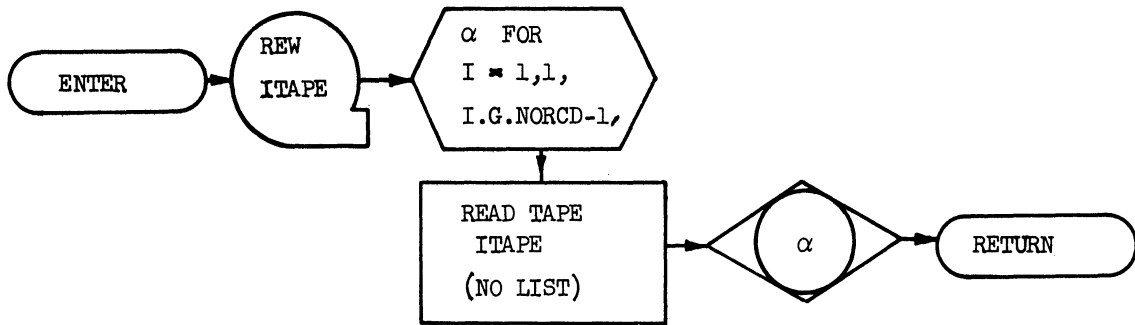 ENTER
REW
ITAPE
α FOR
I = 1,1,
I.G.NORCD-1,
READ TAPE
ITAPE
(NO LIST)
α
RETURN